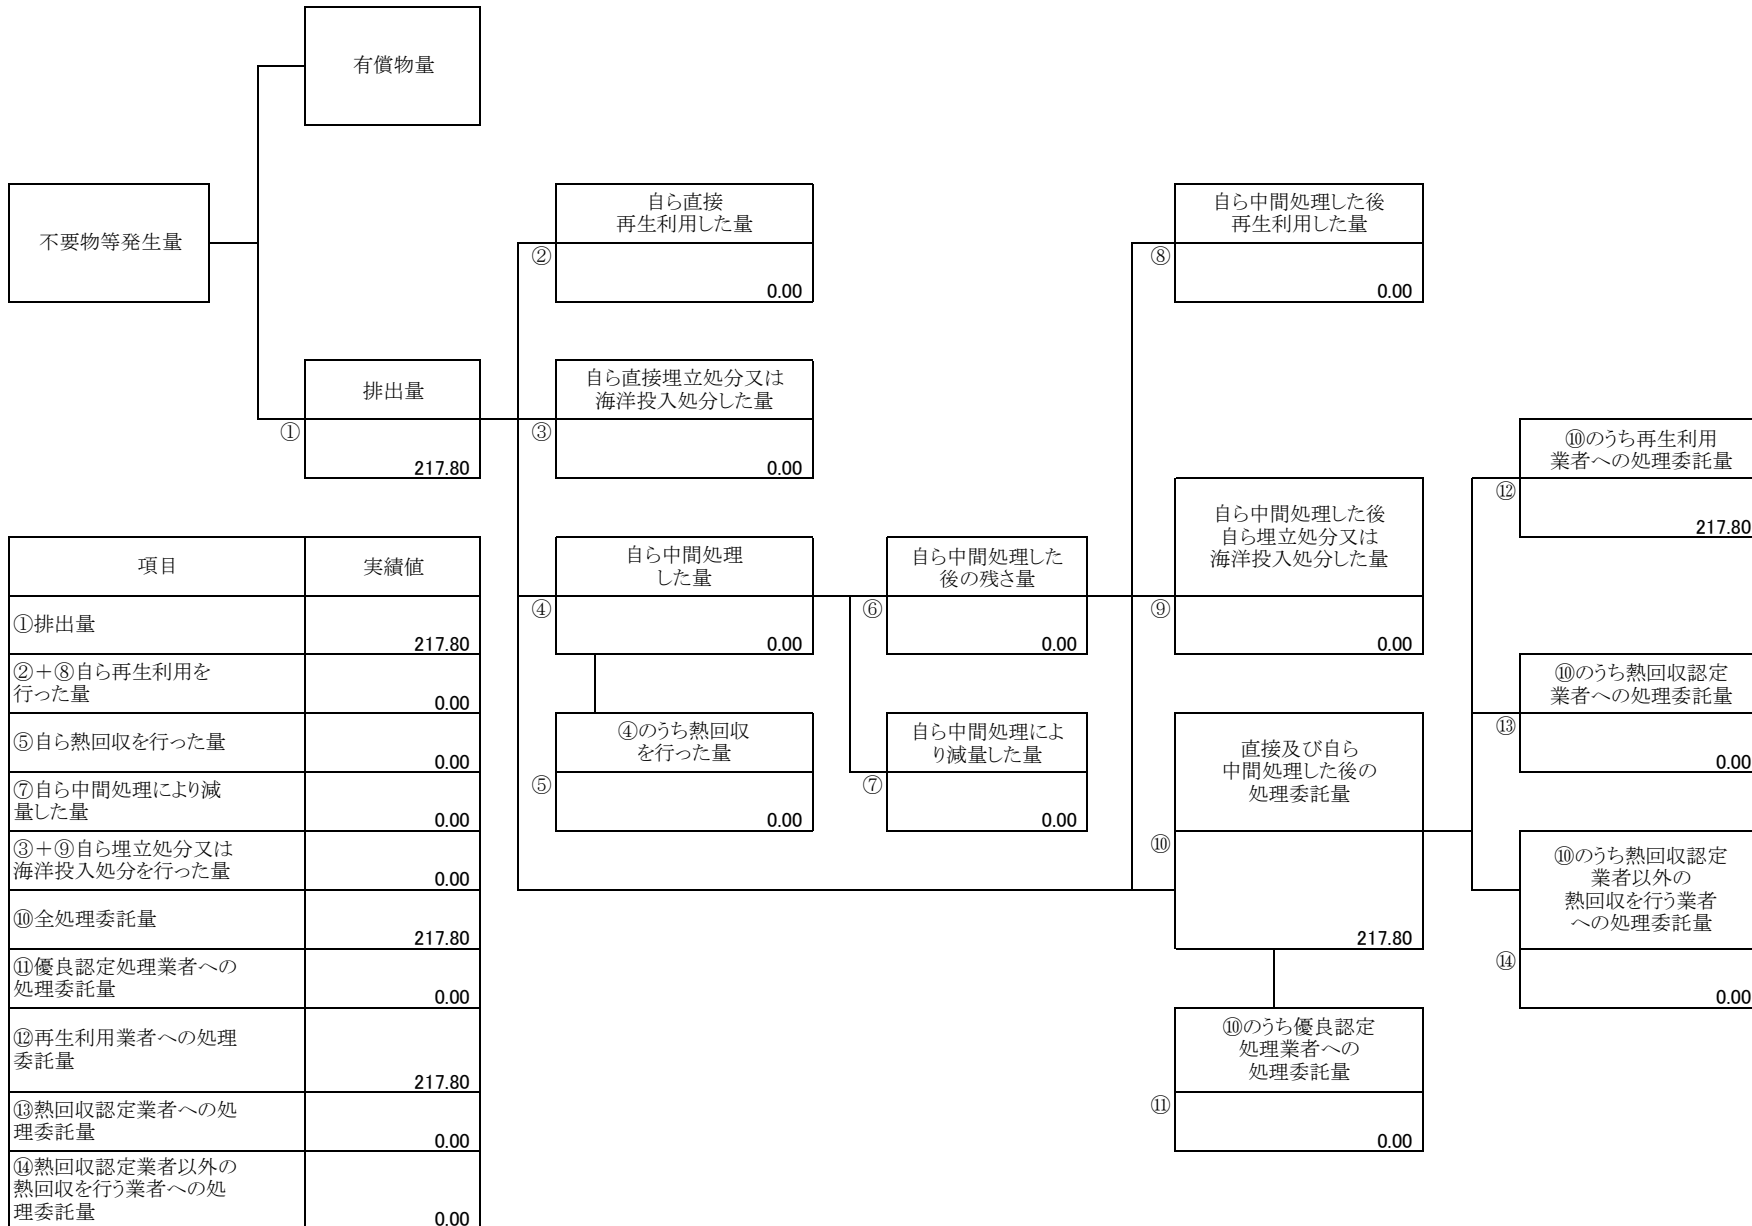 有償物量
不要物等発生量
排出量
①
217.80
自ら直接
再生利用した量
②
0.00
自ら直接埋立処分又は
海洋投入処分した量
③
0.00
自ら中間処理
した量
④
0.00
④のうち熱回収
を行った量
⑤
0.00
自ら中間処理した
後の残さ量
⑥
0.00
自ら中間処理によ
り減量した量
⑦
0.00
自ら中間処理した後
再生利用した量
⑧
0.00
自ら中間処理した後
自ら埋立処分又は
海洋投入処分した量
⑨
0.00
直接及び自ら
中間処理した後の
処理委託量
⑩
217.80
⑩のうち優良認定
処理業者への
処理委託量
⑪
0.00
⑩のうち再生利用
業者への処理委託量
⑫
217.80
⑩のうち熱回収認定
業者への処理委託量
⑬
0.00
⑩のうち熱回収認定
業者以外の
熱回収を行う業者
への処理委託量
⑭
0.00
項目 実績値
①排出量
217.80
②+⑧自ら再生利用を
行った量
0.00
⑤自ら熱回収を行った量
0.00
⑦自ら中間処理により減
量した量
0.00
③+⑨自ら埋立処分又は
海洋投入処分を行った量
0.00
⑩全処理委託量
217.80
⑪優良認定処理業者への
処理委託量
0.00
⑫再生利用業者への処理
委託量
217.80
⑬熱回収認定業者への処
理委託量
0.00
⑭熱回収認定業者以外の
熱回収を行う業者への処
理委託量
0.00